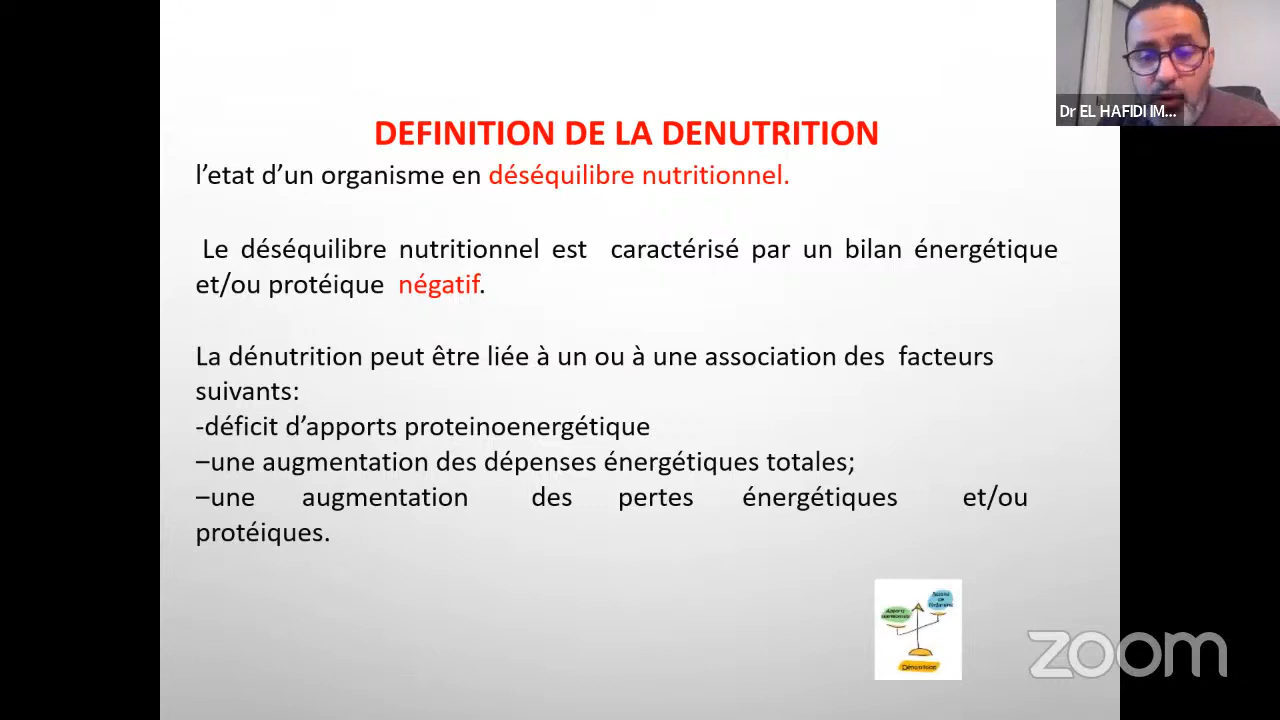 Dr EL HAFIDI IM...
DEFINITION DE LA DENUTRITION
l’etat d’un organisme en déséquilibre nutritionnel.
Le déséquilibre nutritionnel est caractérisé par un bilan énergétique
et/ou protéique négatif.
La dénutrition peut être liée à un ou à une association des facteurs
suivants:
-déficit d’apports proteinoenergétique
–une augmentation des dépenses énergétiques totales;
–une augmentation des pertes énergétiques et/ou
protéiques.
Dénutrition
zoom